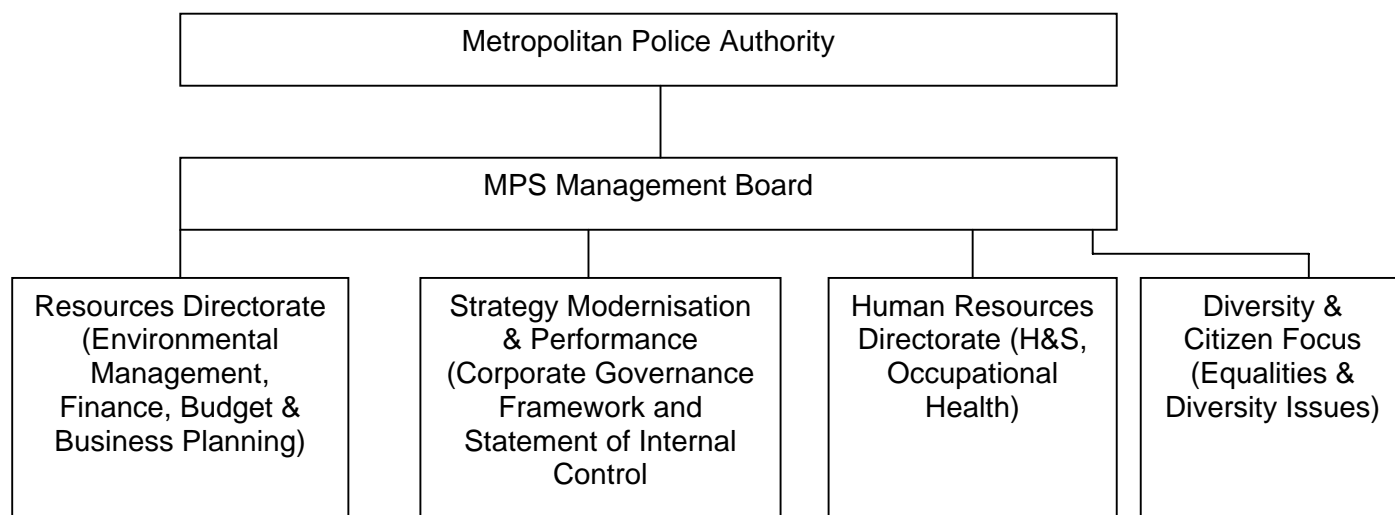 Metropolitan Police Authority
MPS Management Board
Resources Directorate
(Environmental
Management,
Finance, Budget &
Business Planning)
Strategy Modernisation
& Performance
(Corporate Governance
Framework and
Statement of Internal
Control
Human Resources
Directorate (H&S,
Occupational
Health)
Diversity &
Citizen Focus
(Equalities &
Diversity Issues)